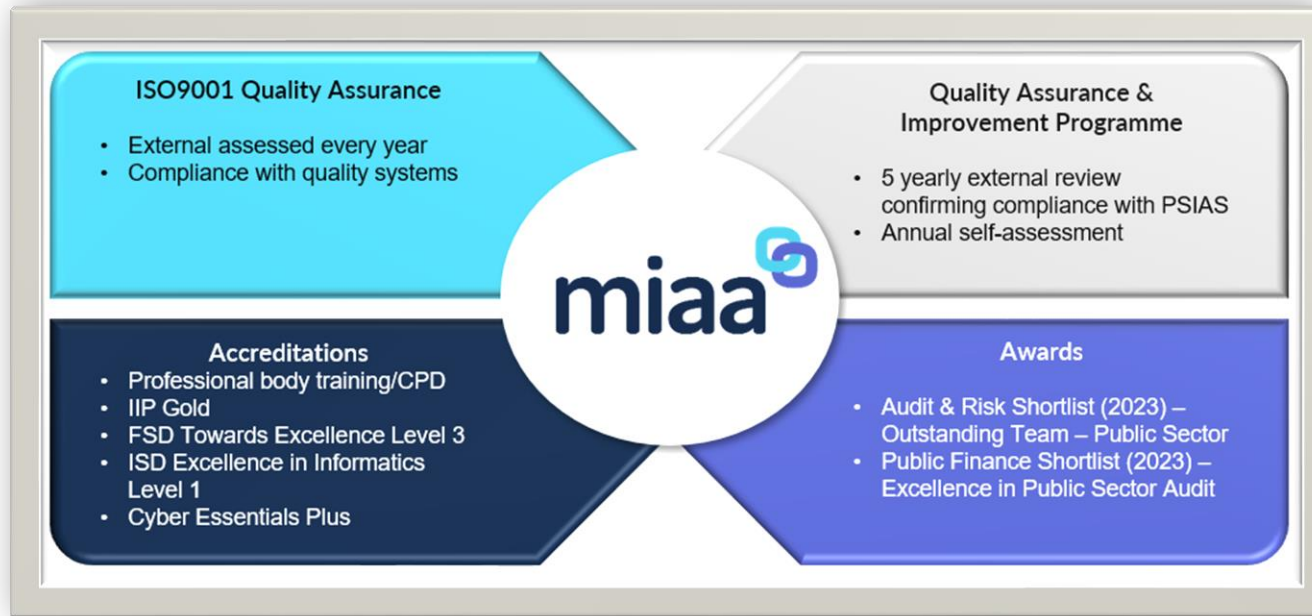 ISO9001 Quality Assurance
• External assessed every year
• Compliance with quality systems
Quality Assurance &
Improvement Programme
• 5 yearly external review
confirming compliance with PSIAS
• Annual self-assessment
miaa
Accreditations
• Professional body training/CPD
• IIP Gold
• FSD Towards Excellence Level 3
• ISD Excellence in Informatics
Level 1
• Cyber Essentials Plus
Awards
• Audit & Risk Shortlist (2023) –
Outstanding Team – Public Sector
• Public Finance Shortlist (2023) –
Excellence in Public Sector Audit